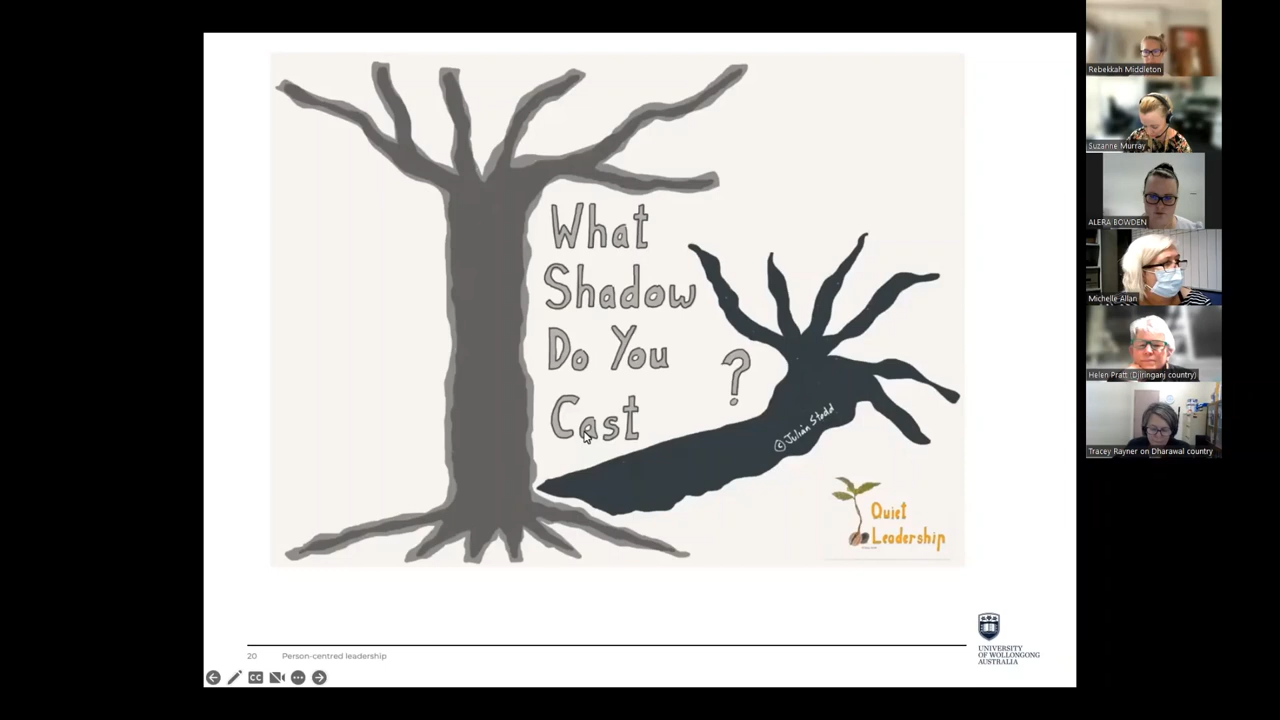 What
Shadow
Do You
Cast
?
© Julian Stodd
Quiet
Leadership
20 Person-centred leadership
UNIVERSITY
OF WOLLONGONG
AUSTRALIA
CC
Rebekkah Middleton
Suzanne Murray
ALERA BOWDEN
Michelle Allan
Helen Pratt (Djiringanj country)
Tracey Rayner on Dharawal country